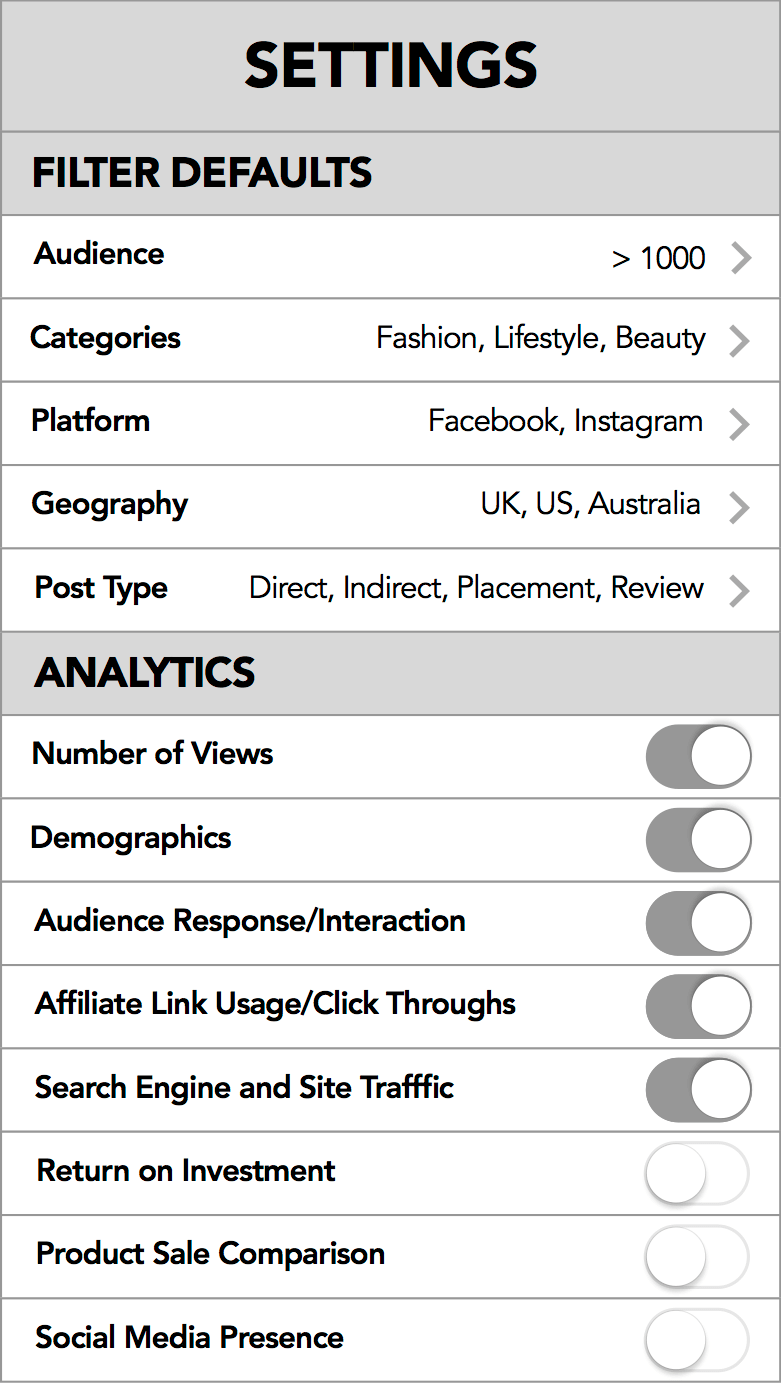 SETTINGS
FILTER DEFAULTS
Audience > 1000
Categories Fashion, Lifestyle, Beauty
Platform Facebook, Instagram
Geography UK, US, Australia
Post Type Direct, Indirect, Placement, Review
ANALYTICS
Number of Views
Demographics
Audience Response/Interaction
Affiliate Link Usage/Click Throughs
Search Engine and Site Trafffic
Return on Investment
Product Sale Comparison
Social Media Presence